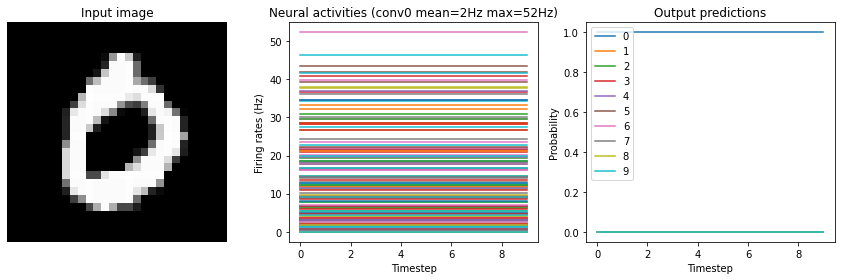 Input image
0
Neural activities (conv0 mean=2Hz max=52Hz)
Firing rates (Hz)
50
40
30
20
10
0
0 2 4 6 8
Timestep
Output predictions
Probability
1.0
0.8
0.6
0.4
0.2
0.0
0
1
2
3
4
5
6
7
8
9
0 2 4 6 8
Timestep